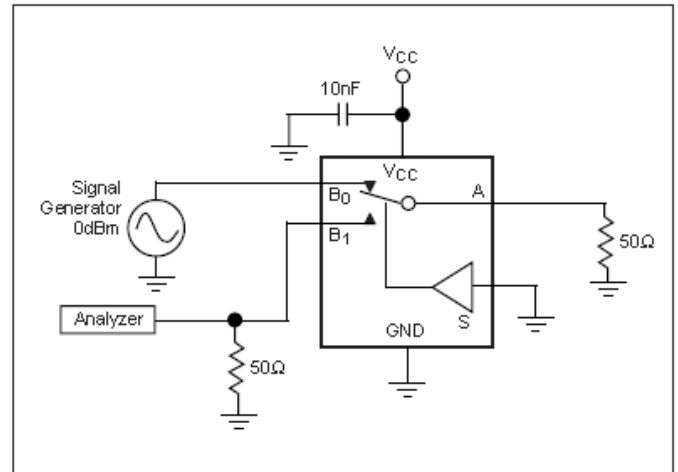 VCC
10nF
VCC
Signal
Generator
0dBm
B0
A
B1
50Ω
Analyzer
S
GND
50Ω